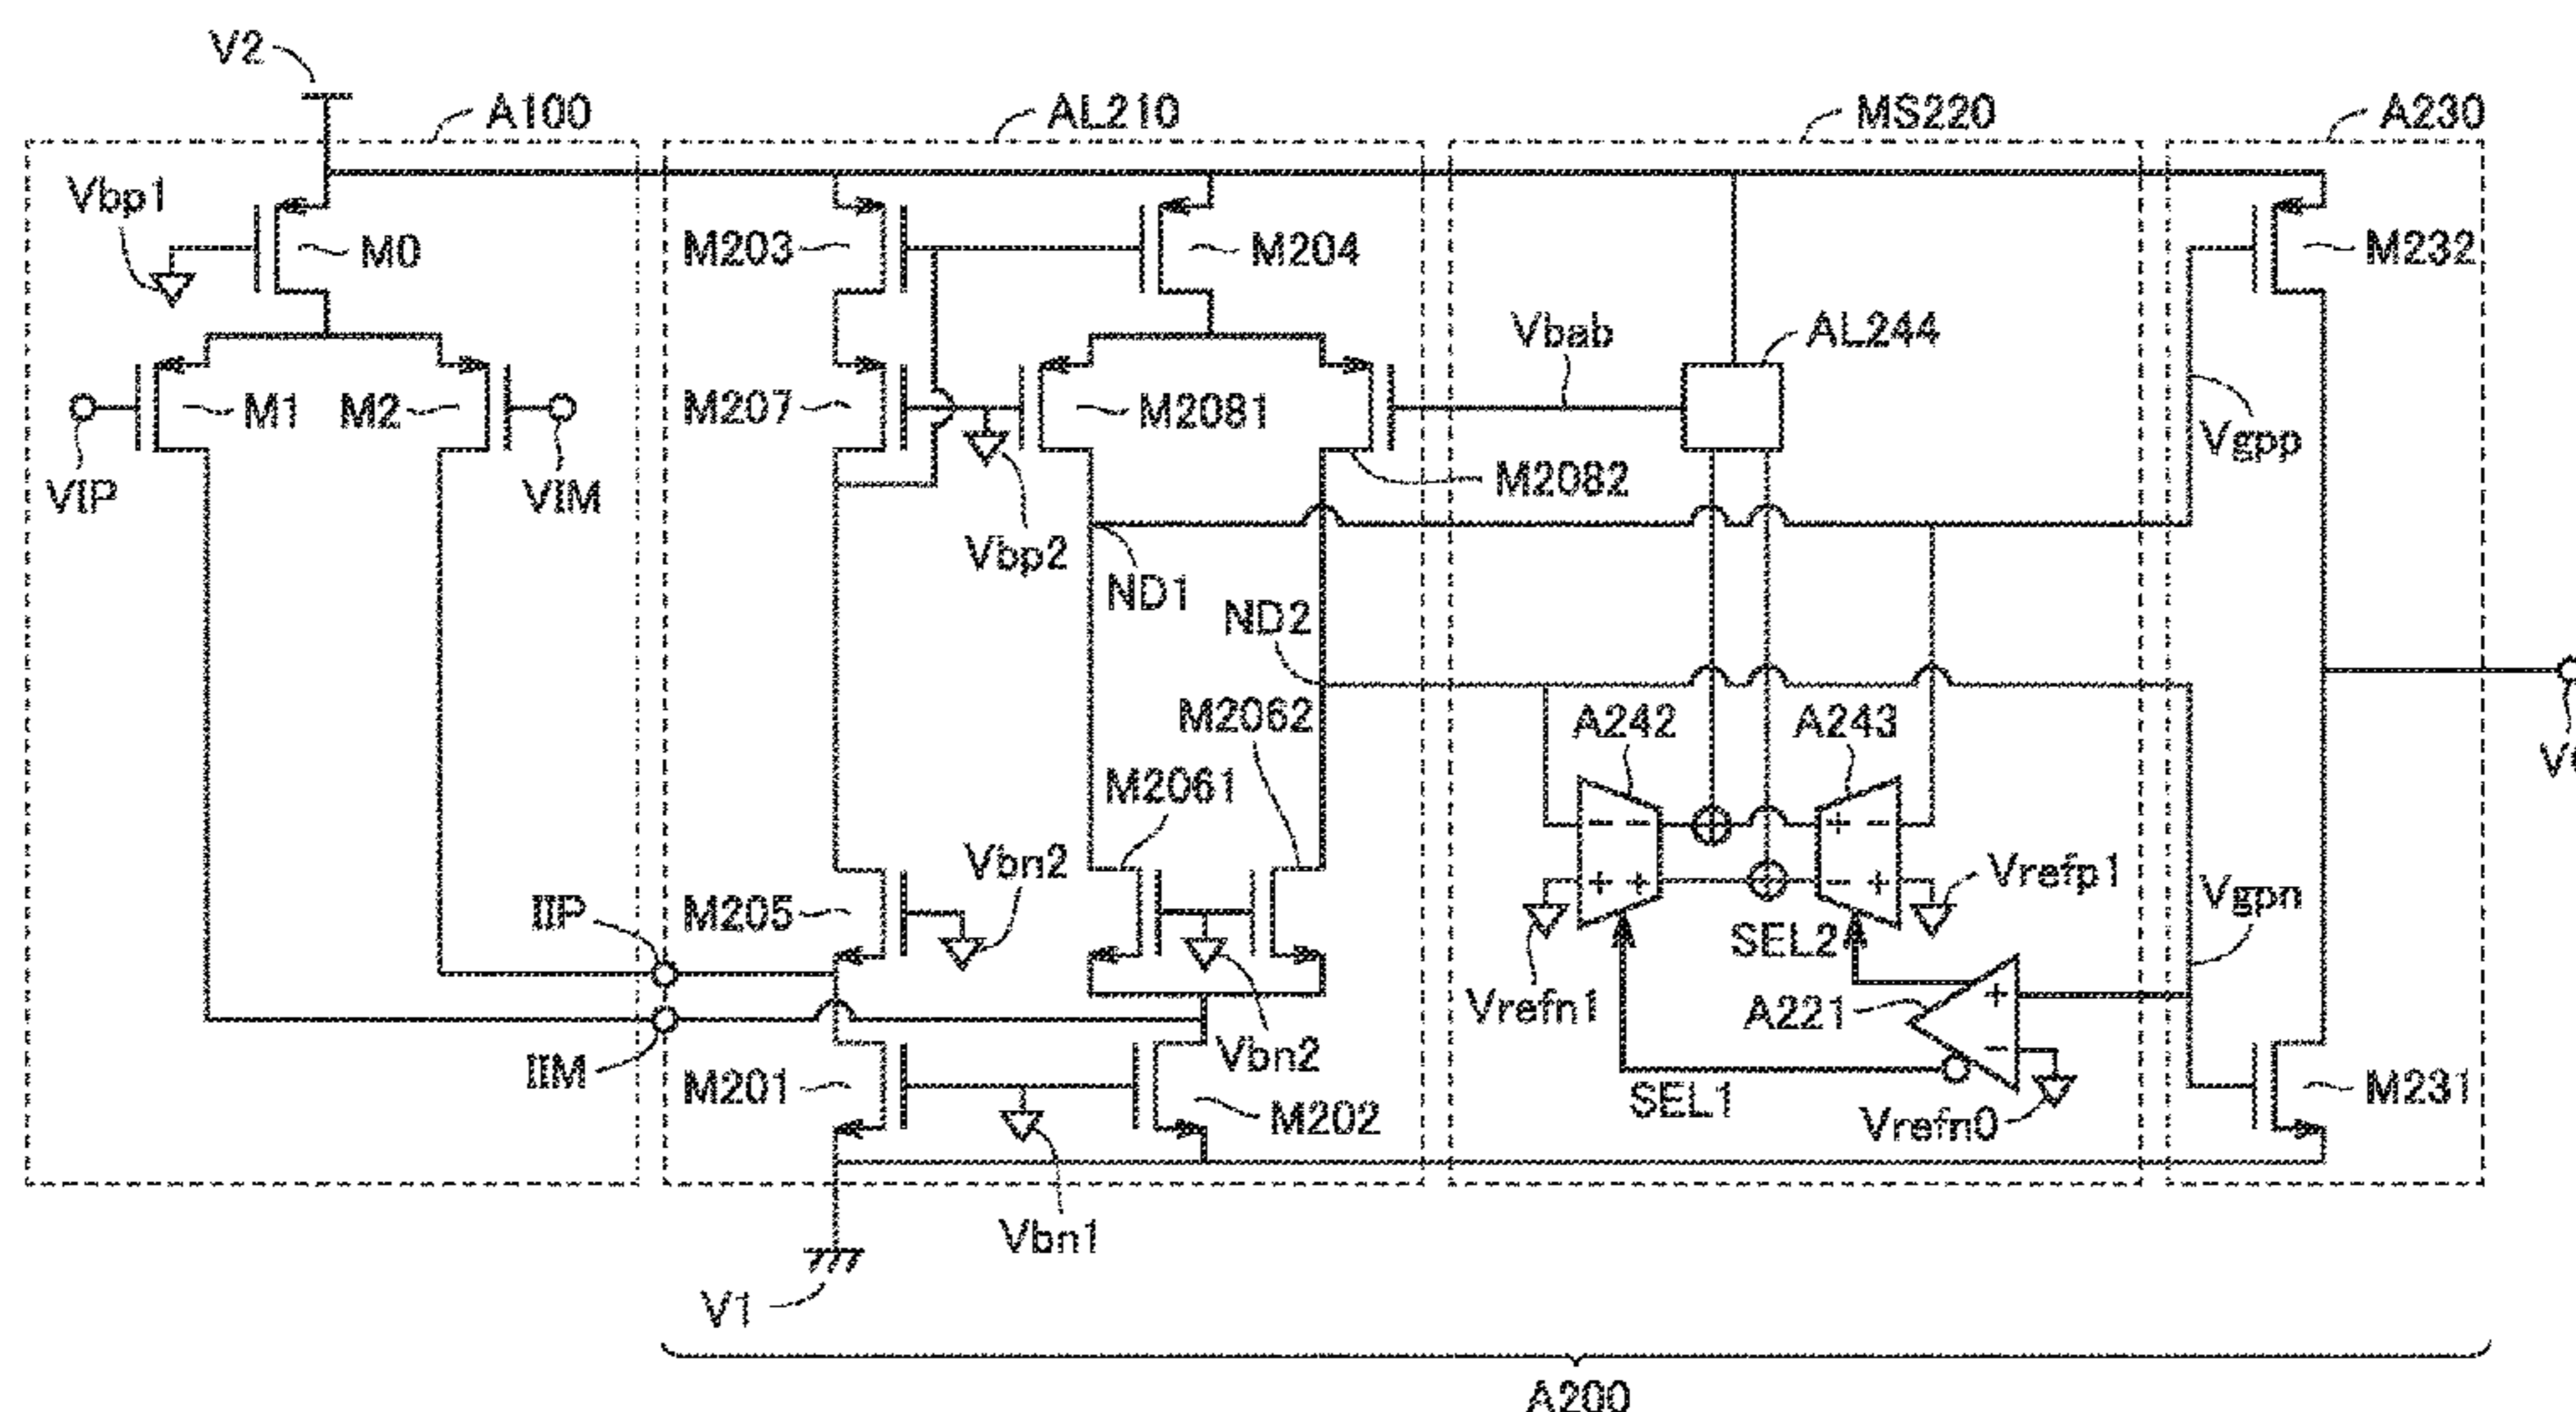 V2
A100
AL210
MS220
A230
Vbp1
M0
M203
M204
M232
Vbab
AL244
M1
M2
M207
M2081
M2082
Vgpp
VIP
VIM
Vbp2
ND1
ND2
M2062
A242
A243
M2061
Vbn2
Vrefp1
Vgpn
IIP
M205
SEL2
Vrefn1
A221
IIM
Vbn2
M201
M202
SEL1
Vrefn0
M231
Vbn1
V1
A200